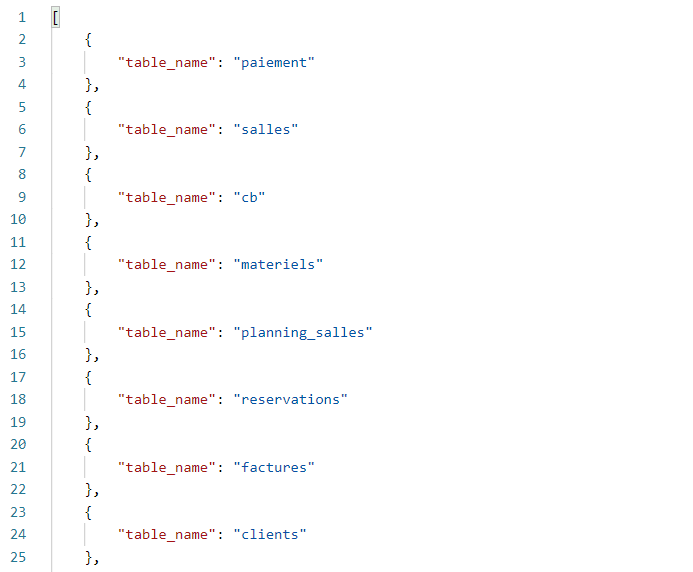 1 [
2 {
3 "table_name": "paiement"
4 },
5 {
6 "table_name": "salles"
7 },
8 {
9 "table_name": "cb"
10 },
11 {
12 "table_name": "materiels"
13 },
14 {
15 "table_name": "planning_salles"
16 },
17 {
18 "table_name": "reservations"
19 },
20 {
21 "table_name": "factures"
22 },
23 {
24 "table_name": "clients"
25 },